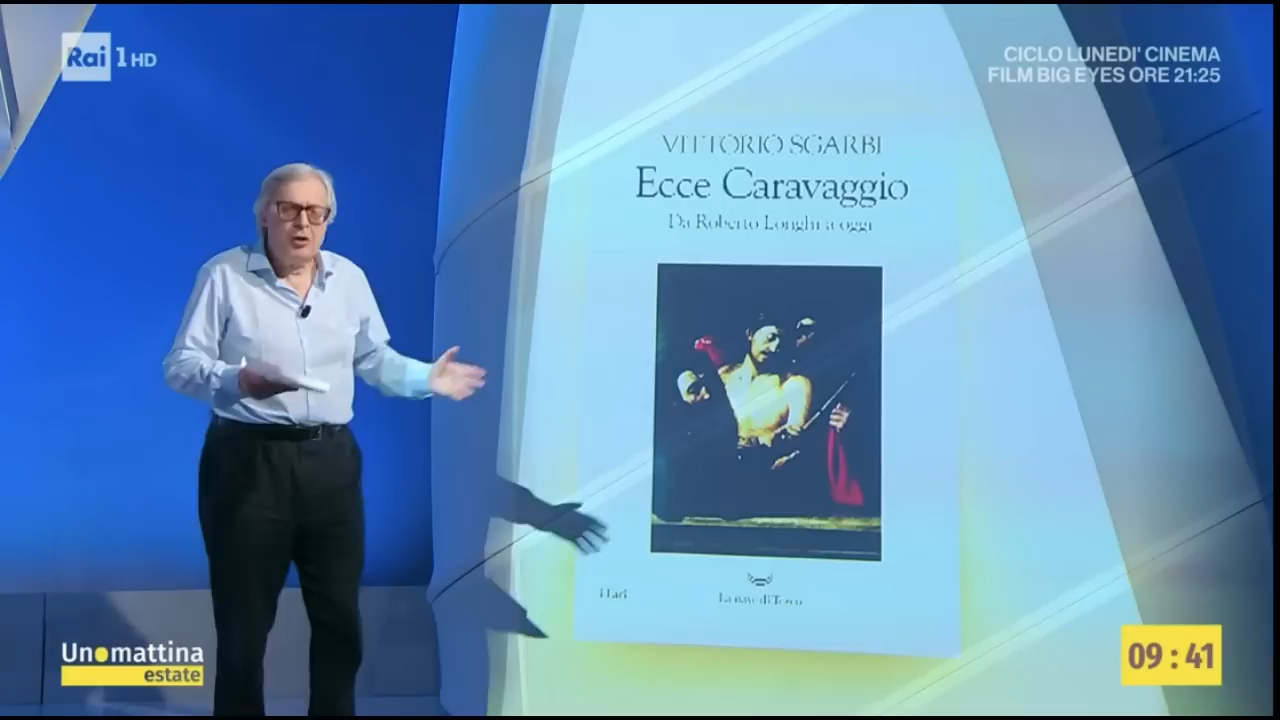 Rai 1 HD
CICLO LUNEDI' CINEMA
FILM BIG EYES ORE 21:25
VITTORIO SGARBI
Ecce Caravaggio
Da Roberto Longhi a oggi
La nave di Teseo
Unomattina
estate
09 : 41